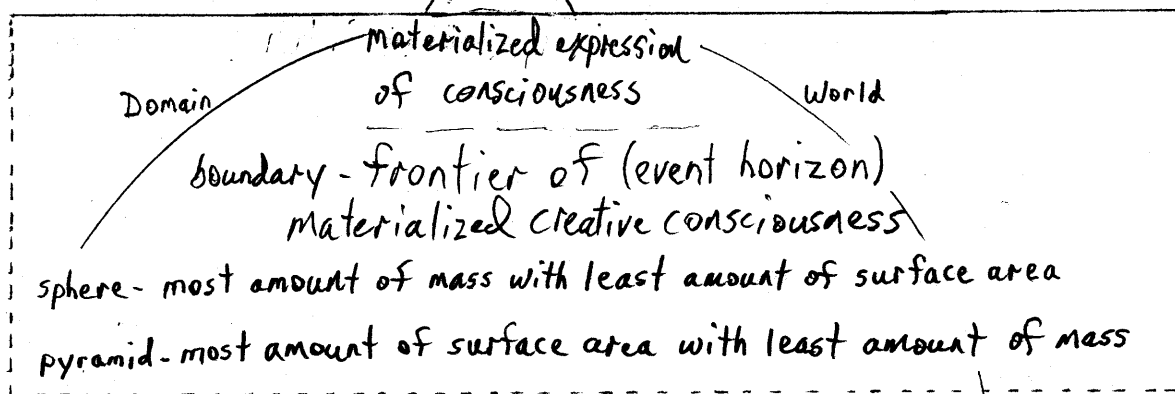 materialized expression
of consciousness
Domain
World
boundary - frontier of (event horizon)
materialized creative consciousness
sphere - most amount of mass with least amount of surface area
pyramid - most amount of surface area with least amount of mass